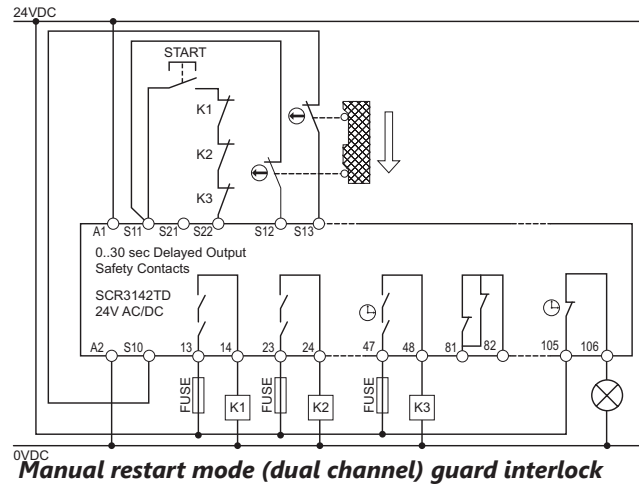 24VDC
START
K1
K2
K3
A1 S11 S21 S22 S12 S13
0..30 sec Delayed Output
Safety Contacts
SCR3142TD
24V AC/DC
A2 S10 13 14 23 24 47 48 81 82 105 106
FUSE K1 FUSE K2 FUSE K3
0VDC
Manual restart mode (dual channel) guard interlock